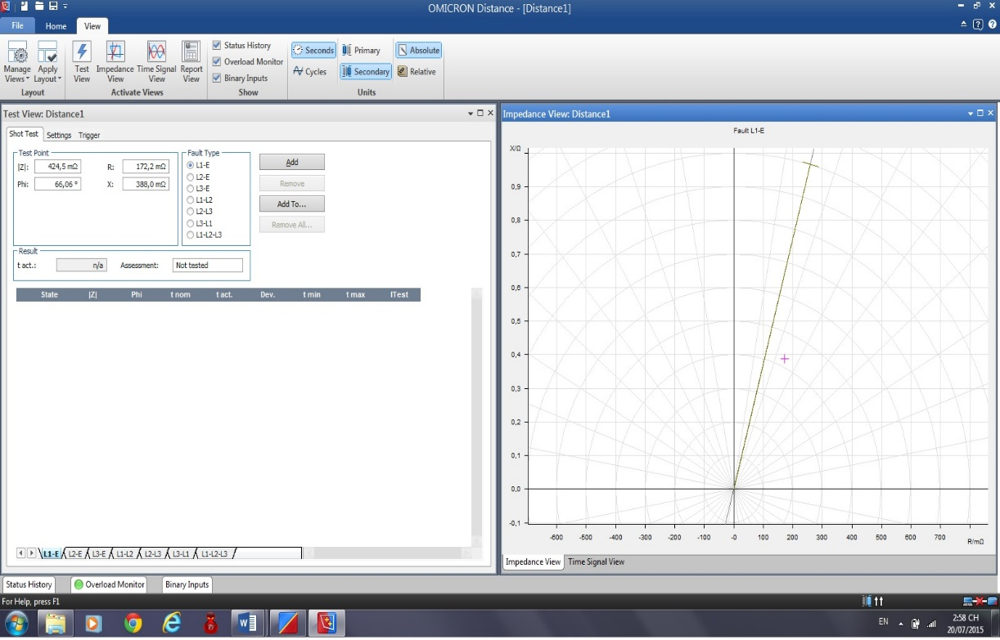 OMICRON Distance - [Distance1]
File Home View
Manage Views Apply Layout Test View Impedance View Time Signal View Report View
Status History
Overload Monitor
Binary Inputs
Seconds Primary Absolute
Cycles Secondary Relative
Layout Activate Views Show Units
Test View: Distance1
Shot Test Settings Trigger
Test Point
|Z|: 424,5 mΩ R: 172,2 mΩ
Phi: 66,06 ° X: 388,0 mΩ
Fault Type
L1-E
L2-E
L3-E
L1-L2
L2-L3
L3-L1
L1-L2-L3
Add
Remove
Add To...
Remove All...
Result
t act.: n/a Assessment: Not tested
State |Z| Phi t nom t act. Dev. t min t max ITest
L1-E L2-E L3-E L1-L2 L2-L3 L3-L1 L1-L2-L3
Impedance View: Distance1
Fault L1-E
X/Ω
0,9
0,8
0,7
0,6
0,5
0,4
0,3
0,2
0,1
0,0
-0,1
-600 -500 -400 -300 -200 -100 -0 100 200 300 400 500 600 700 R/mΩ
Impedance View Time Signal View
Status History Overload Monitor Binary Inputs
For Help, press F1
EN 2:58 CH
20/07/2015